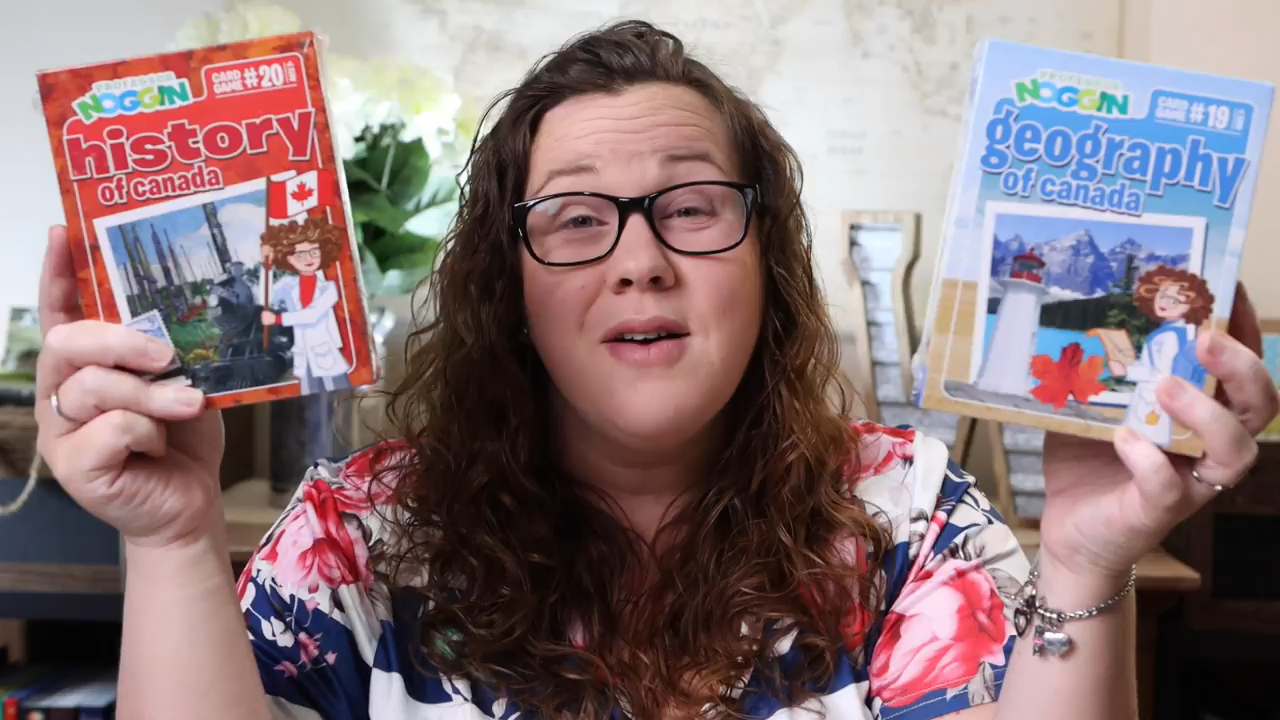 PROFESSOR
NOGGIN
CARD
GAME #20
history
of canada
PROFESSOR
NOGGIN
CARD
GAME #19
geography
of canada